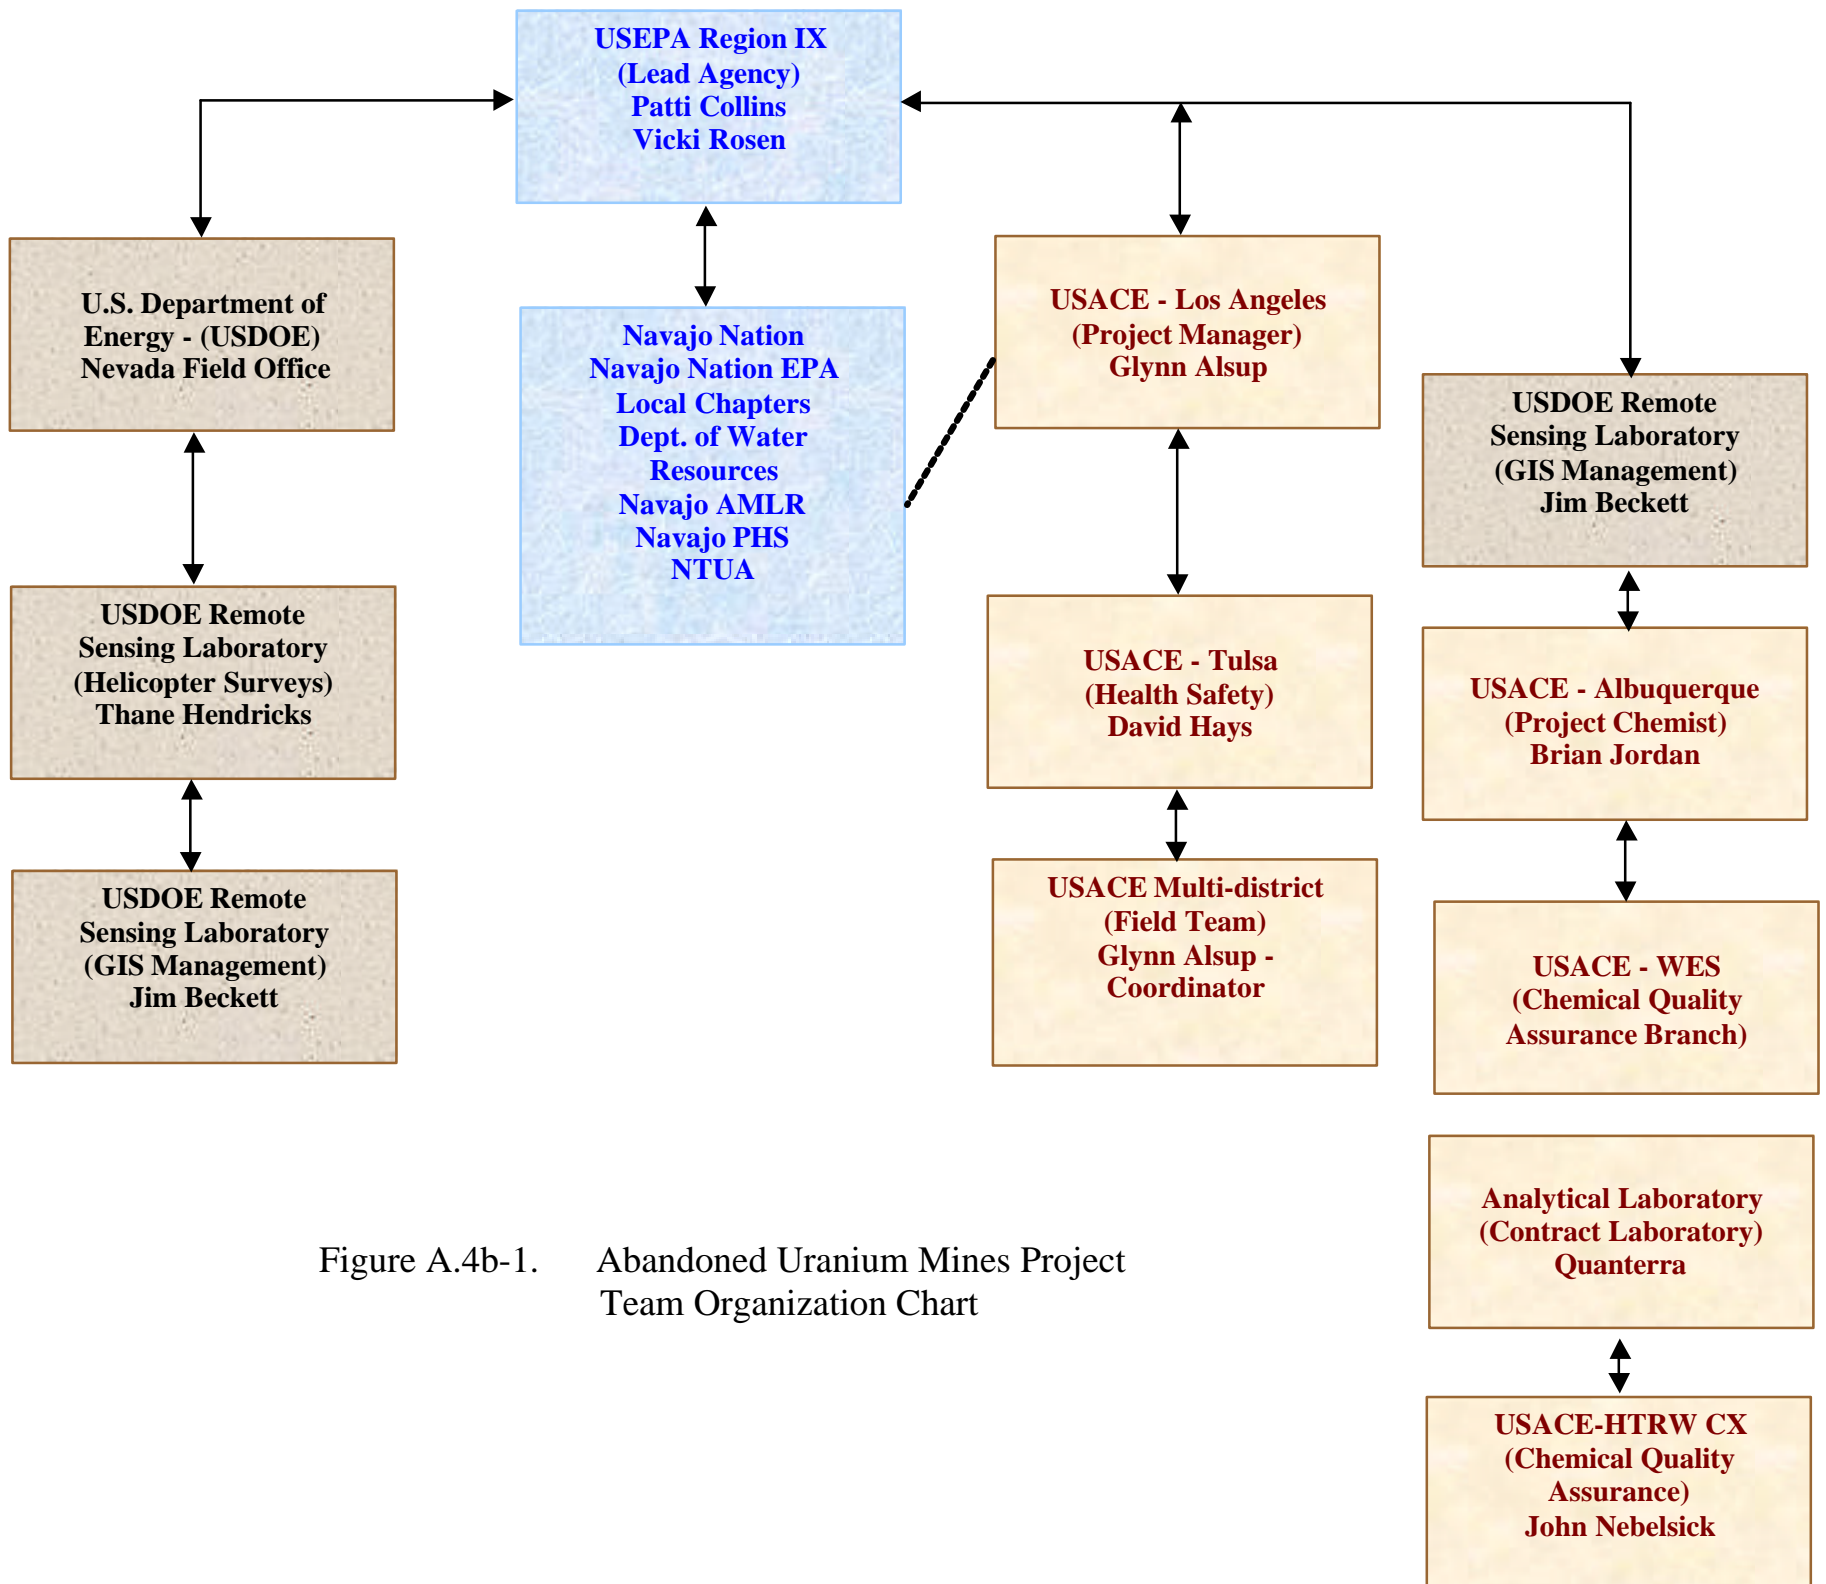 USEPA Region IX
(Lead Agency)
Patti Collins
Vicki Rosen
U.S. Department of
Energy - (USDOE)
Nevada Field Office
Navajo Nation
Navajo Nation EPA
Local Chapters
Dept. of Water
Resources
Navajo AMLR
Navajo PHS
NTUA
USACE - Los Angeles
(Project Manager)
Glynn Alsup
USDOE Remote
Sensing Laboratory
(GIS Management)
Jim Beckett
USDOE Remote
Sensing Laboratory
(Helicopter Surveys)
Thane Hendricks
USACE - Tulsa
(Health Safety)
David Hays
USACE - Albuquerque
(Project Chemist)
Brian Jordan
USDOE Remote
Sensing Laboratory
(GIS Management)
Jim Beckett
USACE Multi-district
(Field Team)
Glynn Alsup -
Coordinator
USACE - WES
(Chemical Quality
Assurance Branch)
Analytical Laboratory
(Contract Laboratory)
Quanterra
Figure A.4b-1. Abandoned Uranium Mines Project
Team Organization Chart
USACE-HTRW CX
(Chemical Quality
Assurance)
John Nebelsick